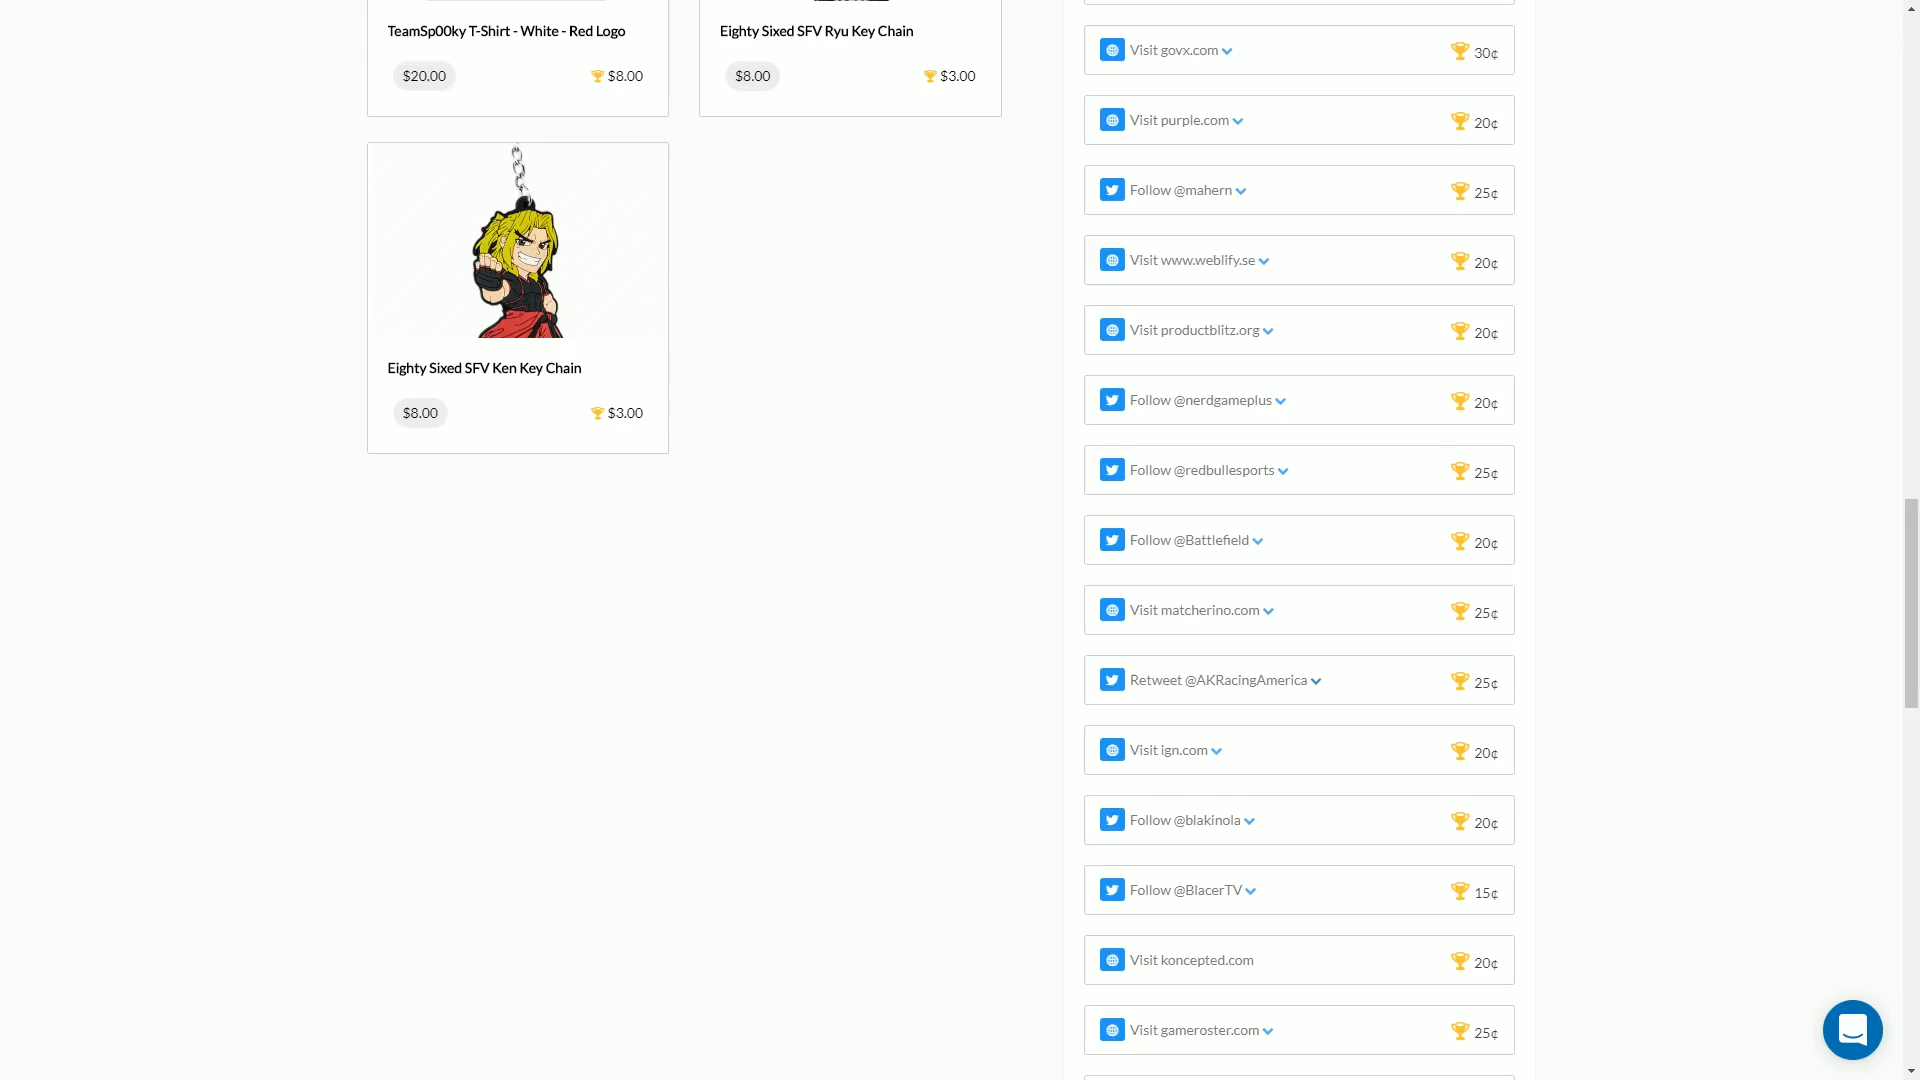 TeamSp00ky T-Shirt - White - Red Logo
$20.00
$8.00
Eighty Sixed SFV Ryu Key Chain
$8.00
$3.00
Eighty Sixed SFV Ken Key Chain
$8.00
$3.00
Visit govx.com
30¢
Visit purple.com
20¢
Follow @mahern
25¢
Visit www.weblify.se
20¢
Visit productblitz.org
20¢
Follow @nerdgameplus
20¢
Follow @redbullesports
25¢
Follow @Battlefield
20¢
Visit matcherino.com
25¢
Retweet @AKRacingAmerica
25¢
Visit ign.com
20¢
Follow @blakinola
20¢
Follow @BlacerTV
15¢
Visit koncepted.com
20¢
Visit gameroster.com
25¢